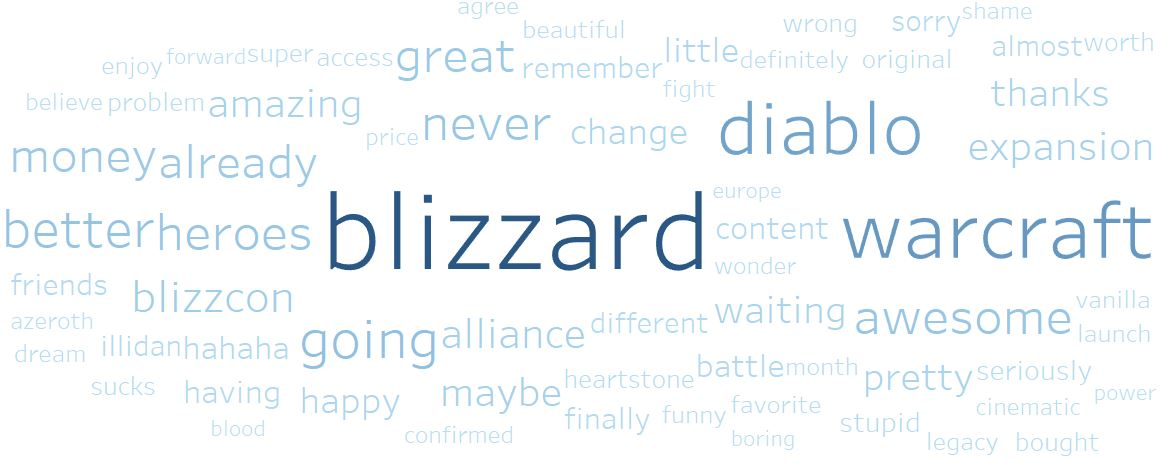 agree
shame
beautiful
wrong
sorry
enjoy
forward
super
access
great
remember
little
definitely
original
almost
worth
believe
problem
amazing
fight
thanks
price
never
change
diablo
expansion
money
already
better
heroes
blizzard
europe
content
wonder
warcraft
friends
blizzcon
azeroth
going
alliance
different
waiting
awesome
vanilla
launch
dream
illidan
hahaha
sucks
having
happy
maybe
heartstone
battle
month
pretty
seriously
cinematic
power
blood
confirmed
finally
funny
favorite
boring
stupid
legacy
bought